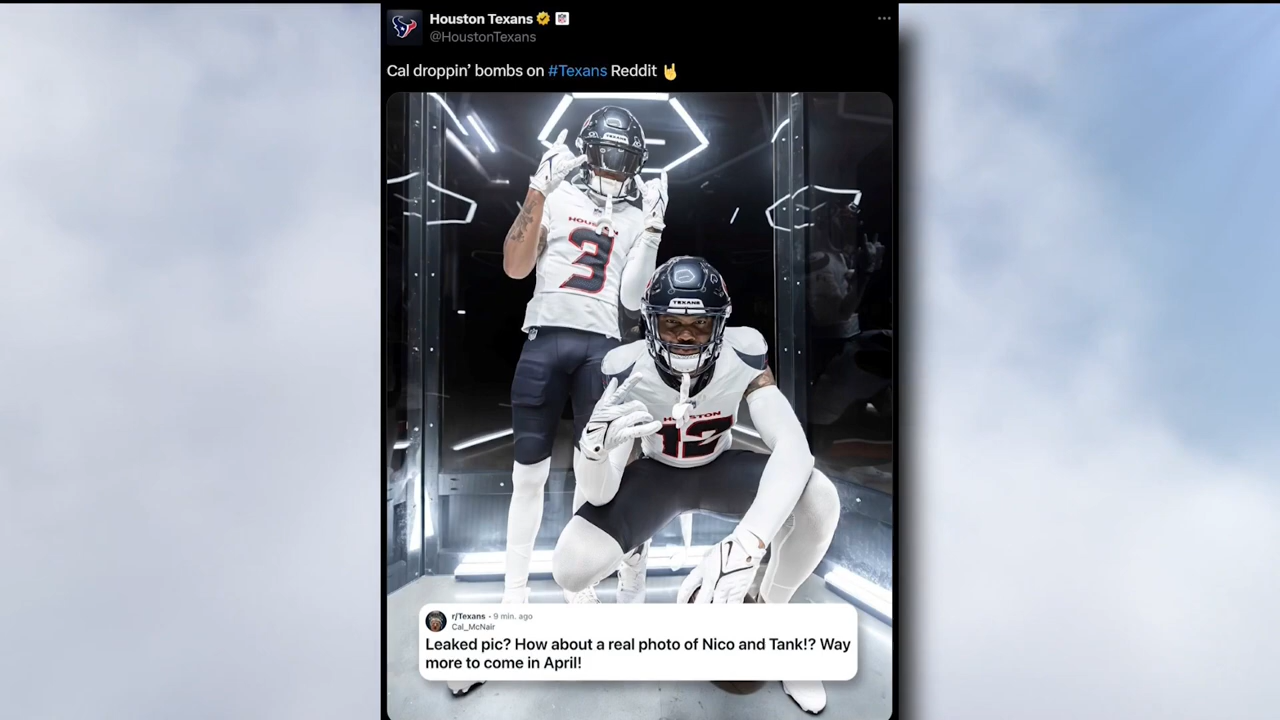 Houston Texans
@HoustonTexans
Cal droppin’ bombs on #Texans Reddit 🤘
TEXANS
HOUSTON
3
TEXANS
HOUSTON
12
r/Texans • 9 min. ago
Cal_McNair
Leaked pic? How about a real photo of Nico and Tank!? Way
more to come in April!